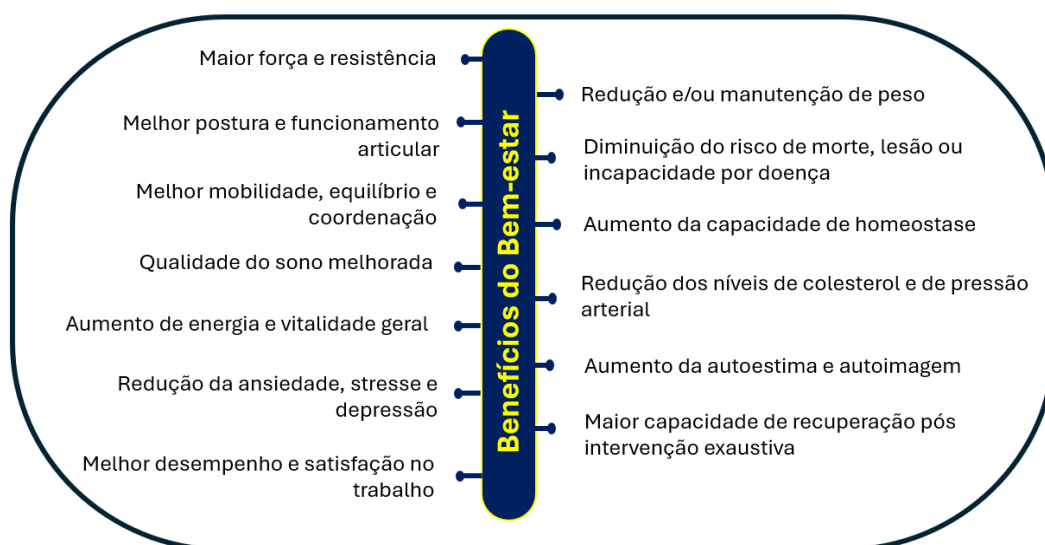 Benefícios do Bem-estar
Maior força e resistência
Melhor postura e funcionamento
articular
Melhor mobilidade, equilíbrio e
coordenação
Qualidade do sono melhorada
Aumento de energia e vitalidade geral
Redução da ansiedade, stresse e
depressão
Melhor desempenho e satisfação no
trabalho
Redução e/ou manutenção de peso
Diminuição do risco de morte, lesão ou
incapacidade por doença
Aumento da capacidade de homeostase
Redução dos níveis de colesterol e de pressão
arterial
Aumento da autoestima e autoimagem
Maior capacidade de recuperação pós
intervenção exaustiva